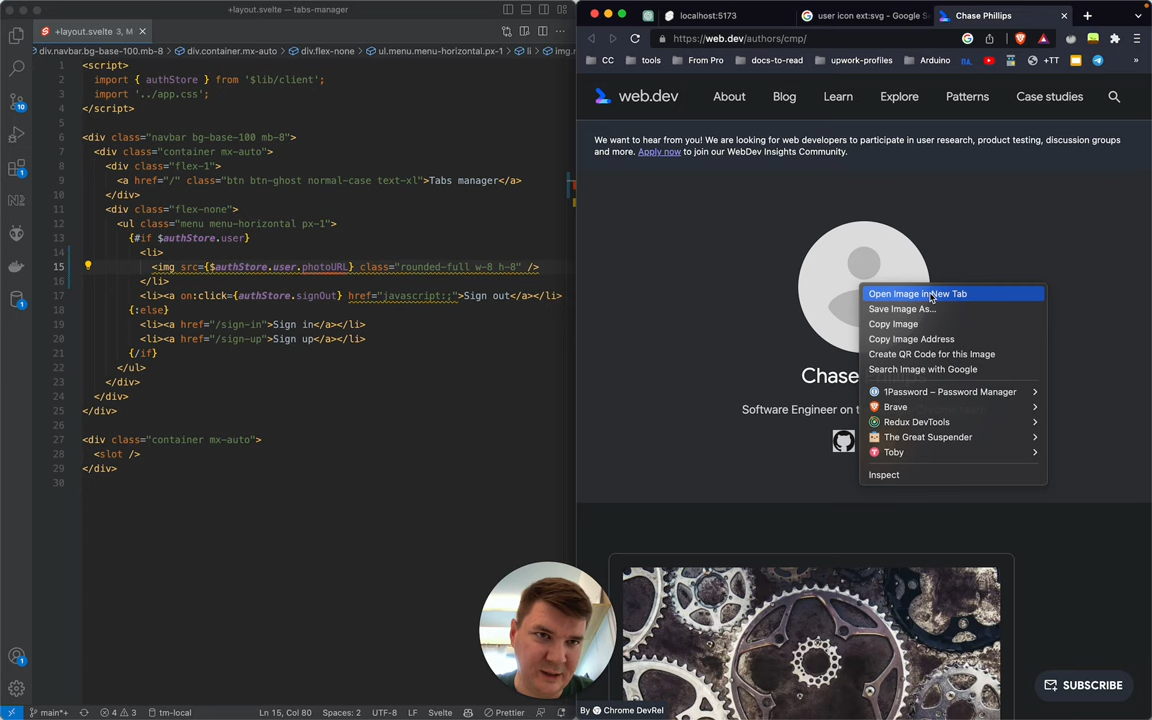 +layout.svelte — tabs-manager
+layout.svelte 3, M
div.navbar.bg-base-100.mb-8 > div.container.mx-auto > div.flex-none > ul.menu.menu-horizontal.px-1 > li > img.r
1 <script>
2 import { authStore } from '$lib/client';
3 import '../app.css';
4 </script>
5
6 <div class="navbar bg-base-100 mb-8">
7 <div class="container mx-auto">
8 <div class="flex-1">
9 <a href="/" class="btn btn-ghost normal-case text-xl">Tabs manager</a>
10 </div>
11 <div class="flex-none">
12 <ul class="menu menu-horizontal px-1">
13 {#if $authStore.user}
14 <li>
15 <img src={$authStore.user.photoURL} class="rounded-full w-8 h-8" />
16 </li>
17 <li><a on:click={authStore.signOut} href="javascript:;">Sign out</a></li>
18 {:else}
19 <li><a href="/sign-in">Sign in</a></li>
20 <li><a href="/sign-up">Sign up</a></li>
21 {/if}
22 </ul>
23 </div>
24 </div>
25 </div>
26
27 <div class="container mx-auto">
28 <slot />
29 </div>
30
10
1
1
1
1
main*+
4 3
tm-local
Ln 15, Col 80
Spaces: 2
UTF-8
LF
Svelte
Prettier
localhost:5173
user icon ext:svg - Google S
Chase Phillips
https://web.dev/authors/cmp/
CC
tools
From Pro
docs-to-read
upwork-profiles
Arduino
+TT
web.dev
About
Blog
Learn
Explore
Patterns
Case studies
We want to hear from you! We are looking for web developers to participate in user research, product testing, discussion groups
and more. Apply now to join our WebDev Insights Community.
Open Image in New Tab
Save Image As...
Copy Image
Copy Image Address
Create QR Code for this Image
Search Image with Google
1Password – Password Manager
Brave
Redux DevTools
The Great Suspender
Toby
Inspect
Chase
Software Engineer on t
SUBSCRIBE
By Chrome DevRel